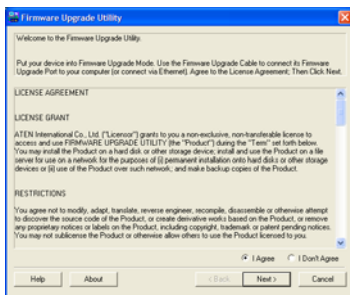 Firmware Upgrade Utility
Welcome to the Firmware Upgrade Utility.
Put your device into Firmware Upgrade Mode. Use the Firmware Upgrade Cable to connect its
Firmware Upgrade Port to your computer (or connect via Ethernet). Agree to the License Agreement; Then Click Next.
LICENSE AGREEMENT
LICENSE GRANT
ATEN International Co., Ltd. ("Licensor") grants to you a non-exclusive, non-transferable license to
access and use FIRMWARE UPGRADE UTILITY (the "Product") during the "Term" set forth below.
You may install the Product on a hard disk or other storage device; install and use the Product on a file
server for use on a network for the purposes of (i) permanent installation onto hard disks or other storage
devices or (ii) use of the Product over such network; and make backup copies of the Product.
RESTRICTIONS
You agree not to modify, adapt, translate, reverse engineer, recompile, disassemble or otherwise attempt
to discover the source code of the Product, or create derivative works based on the Product, or remove
any proprietary notices or labels on the Product, including copyright, trademark or patent pending notices.
You may not sublicense the Product or otherwise allow others to use the Product licensed to you.
I Agree I Don't Agree
Help About < Back Next > Cancel